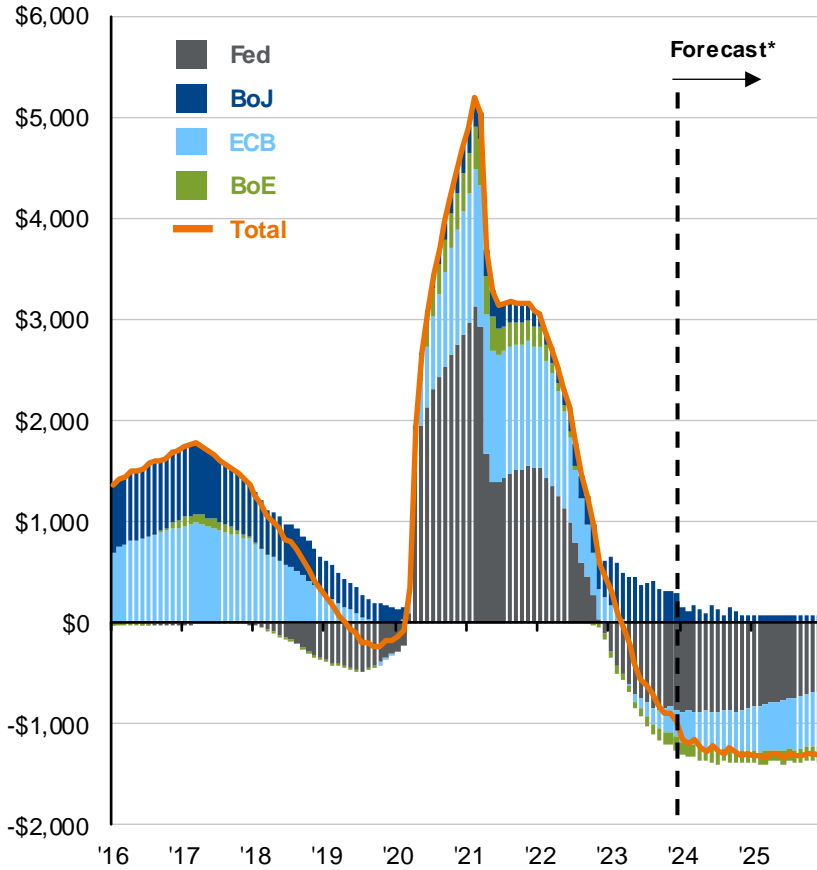 $6,000
$5,000
$4,000
$3,000
$2,000
$1,000
$0
-$1,000
-$2,000
Fed
BoJ
ECB
BoE
Total
Forecast*
'16 '17 '18 '19 '20 '21 '22 '23 '24 '25